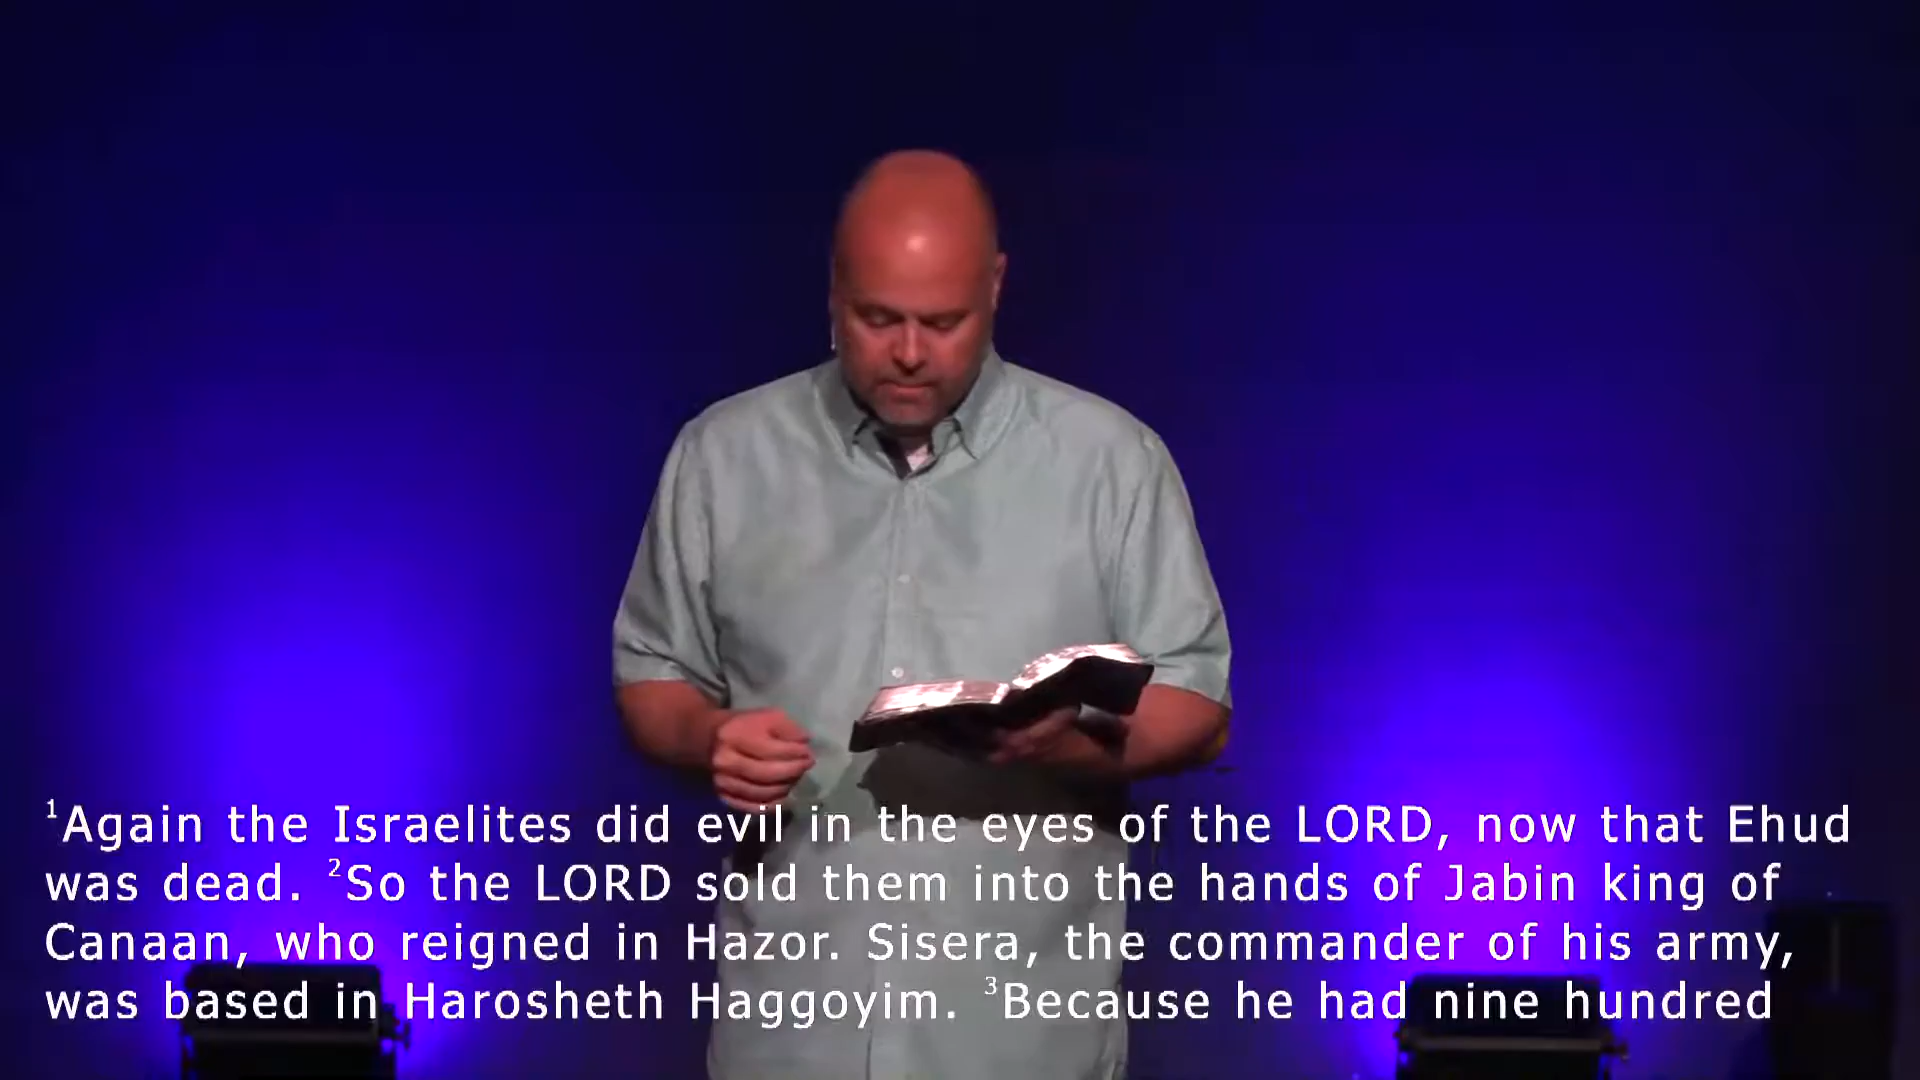 ¹Again the Israelites did evil in the eyes of the LORD, now that Ehud
was dead. ²So the LORD sold them into the hands of Jabin king of
Canaan, who reigned in Hazor. Sisera, the commander of his army,
was based in Harosheth Haggoyim. ³Because he had nine hundred